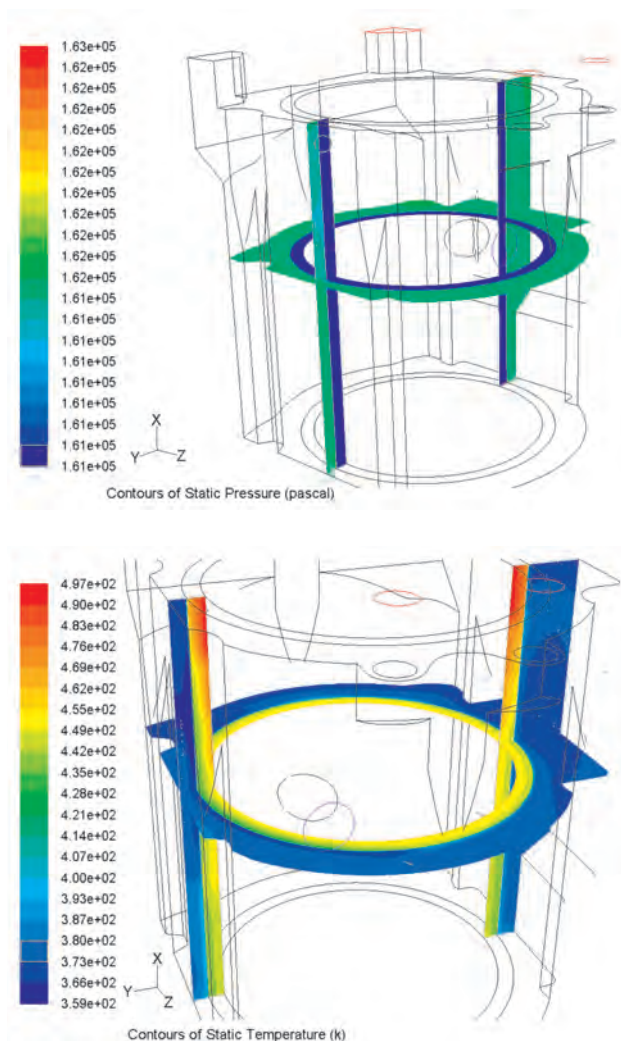 1.63e+05
1.62e+05
1.62e+05
1.62e+05
1.62e+05
1.62e+05
1.62e+05
1.62e+05
1.62e+05
1.62e+05
1.62e+05
1.62e+05
1.61e+05
1.61e+05
1.61e+05
1.61e+05
1.61e+05
1.61e+05
1.61e+05
1.61e+05
1.61e+05
X
Y Z
Contours of Static Pressure (pascal)
4.97e+02
4.90e+02
4.83e+02
4.76e+02
4.69e+02
4.62e+02
4.55e+02
4.49e+02
4.42e+02
4.35e+02
4.28e+02
4.21e+02
4.14e+02
4.07e+02
4.00e+02
3.93e+02
3.87e+02
3.80e+02
3.73e+02
3.66e+02
3.59e+02
X
Y Z
Contours of Static Temperature (k)